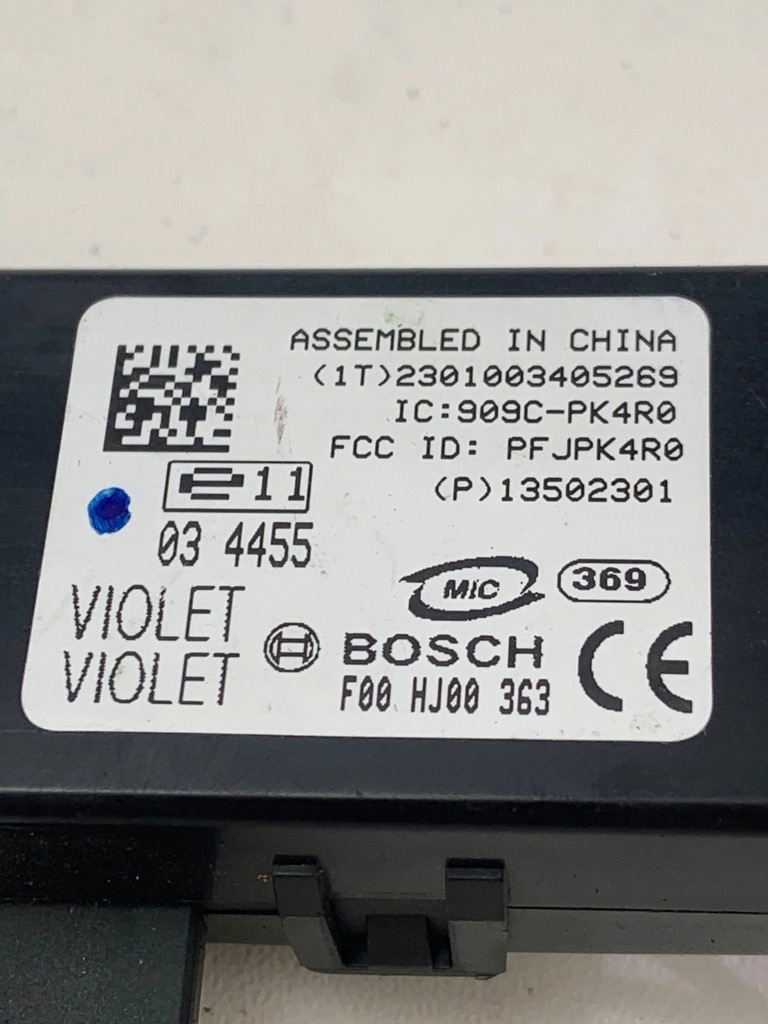 ASSEMBLED IN CHINA
(1T)2301003405269
IC:909C-PK4R0
FCC ID: PFJPK4R0
(P)13502301
e11
03 4455
MIC
369
VIOLET
VIOLET
BOSCH
CE
F00 HJ00 363